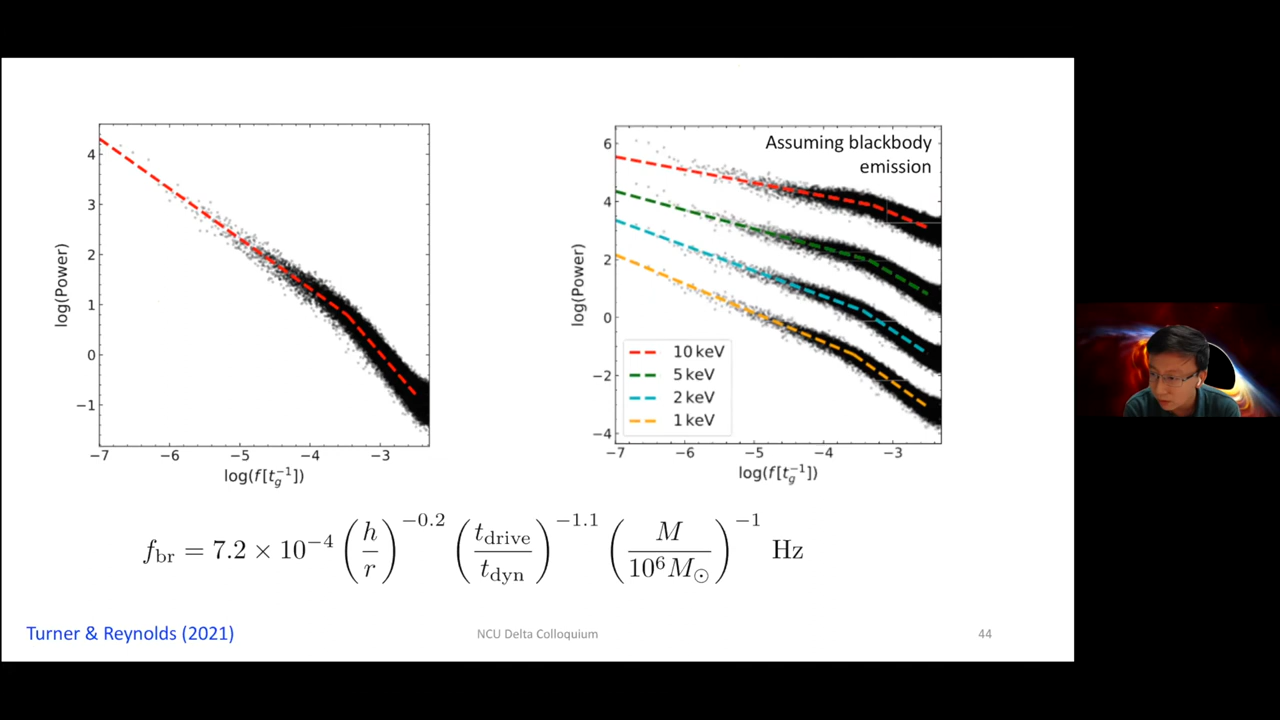 4
3
2
1
0
−1
log(Power)
−7 −6 −5 −4 −3
log(f[t_g^{-1}])
Assuming blackbody
emission
6
4
2
0
−2
−4
log(Power)
10 keV
5 keV
2 keV
1 keV
−7 −6 −5 −4 −3
log(f[t_g^{-1}])
f_br = 7.2 × 10^{-4} (h/r)^{-0.2} (t_drive/t_dyn)^{-1.1} (M/10^6 M_⊙)^{-1} Hz
Turner & Reynolds (2021) NCU Delta Colloquium 44